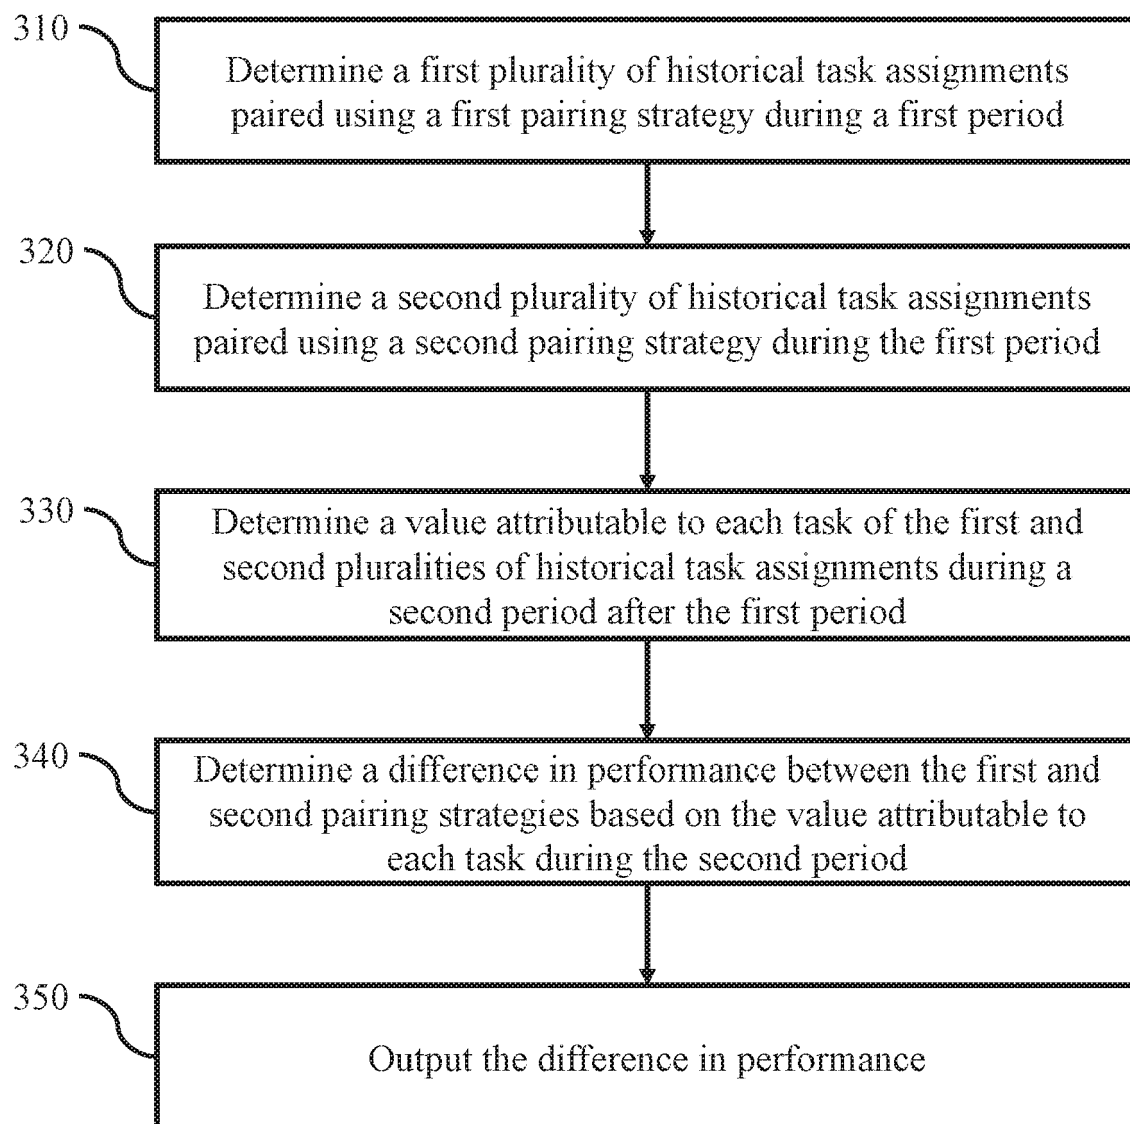 310
Determine a first plurality of historical task assignments
paired using a first pairing strategy during a first period
320
Determine a second plurality of historical task assignments
paired using a second pairing strategy during the first period
330
Determine a value attributable to each task of the first and
second pluralities of historical task assignments during a
second period after the first period
340
Determine a difference in performance between the first and
second pairing strategies based on the value attributable to
each task during the second period
350
Output the difference in performance